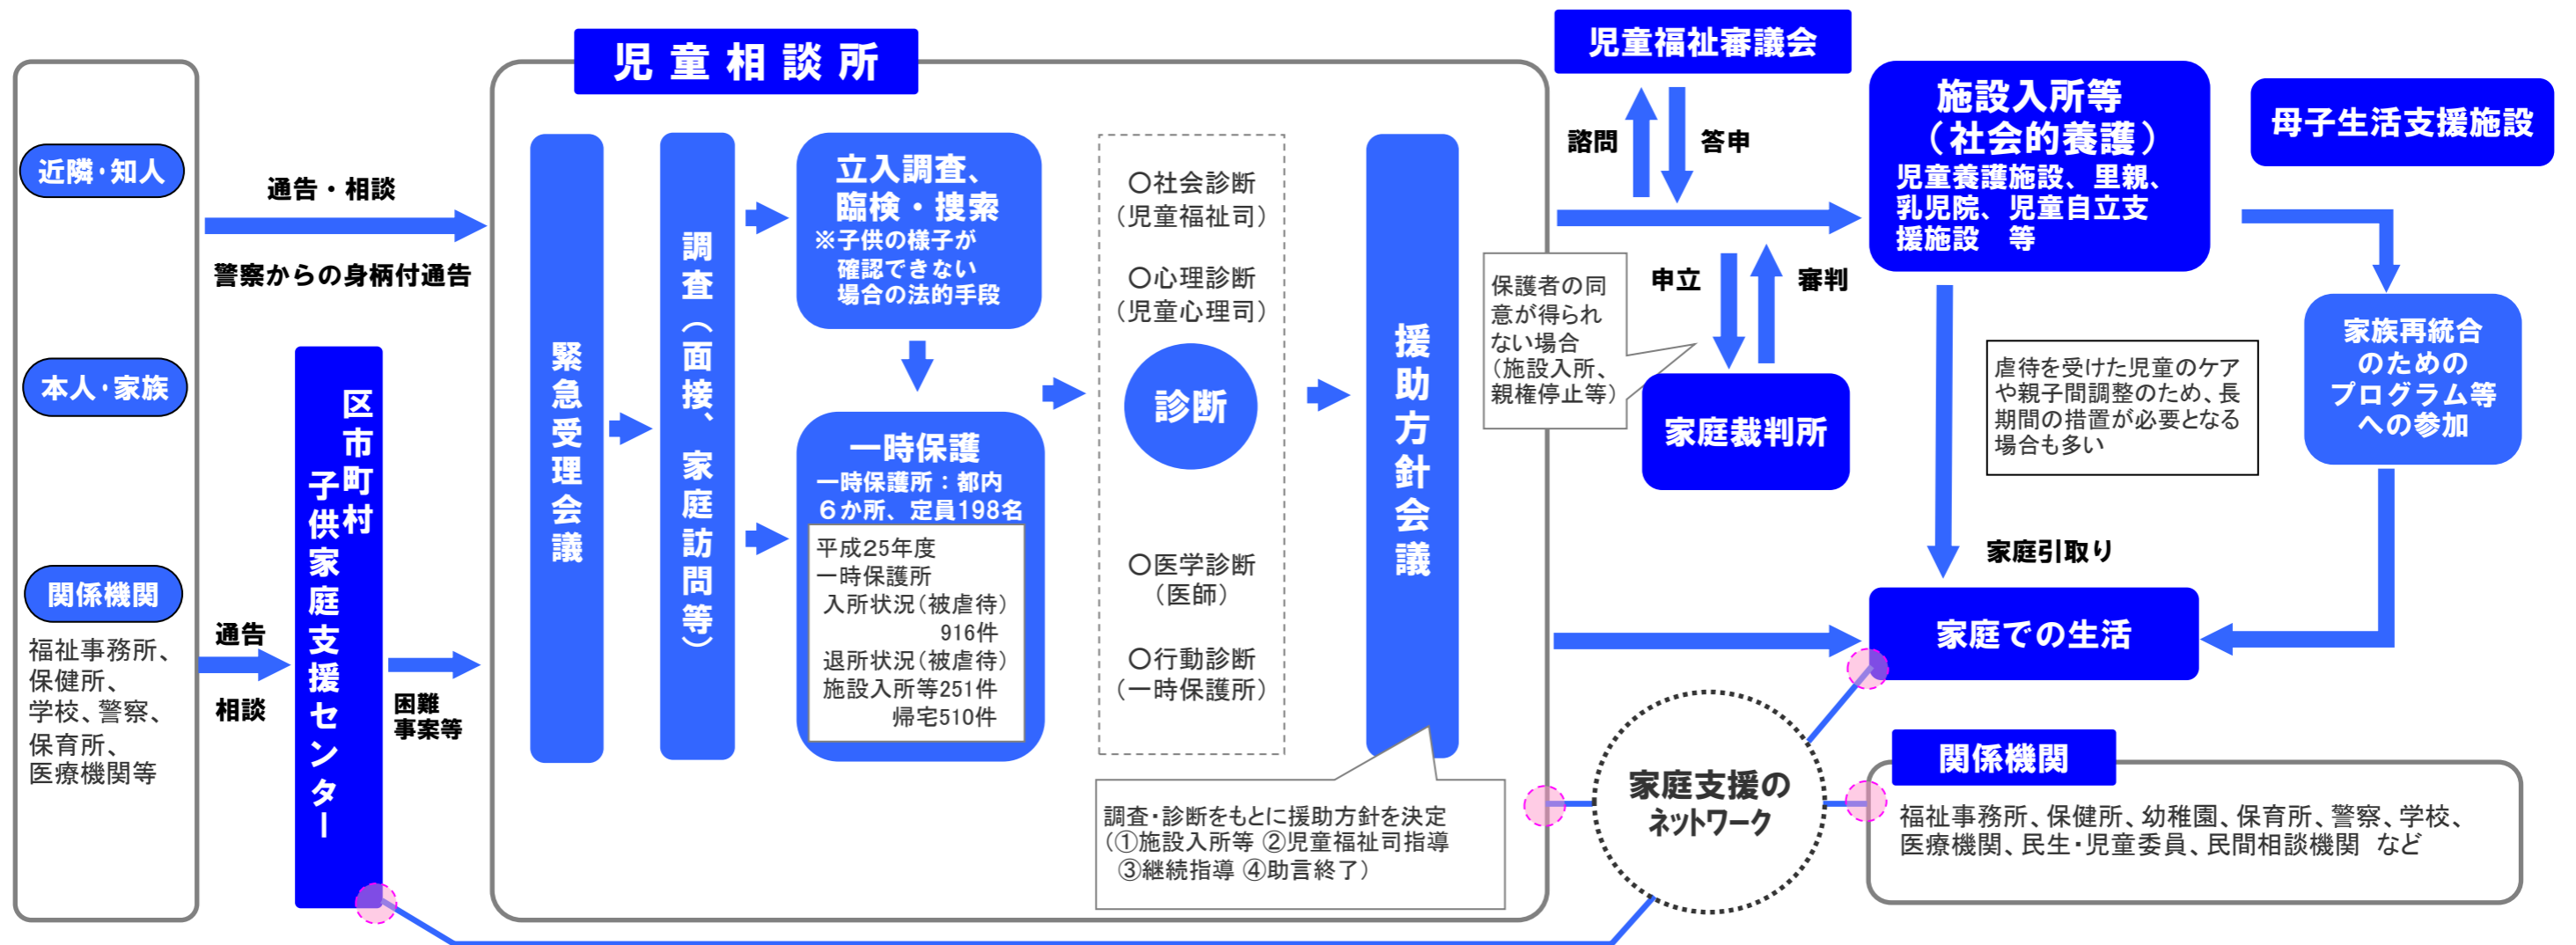 近隣・知人
本人・家族
関係機関
福祉事務所、
保健所、
学校、警察、
保育所、
医療機関等
通告・相談
警察からの身柄付通告
通告
相談
区市町村
子供家庭支援センター
困難
事案等
児童相談所
緊急受理会議
調査（面接、家庭訪問等）
立入調査、
臨検・捜索
※子供の様子が
確認できない
場合の法的手段
一時保護
一時保護所：都内
６か所、定員198名
平成25年度
一時保護所
入所状況（被虐待）
916件
退所状況（被虐待）
施設入所等251件
帰宅510件
○社会診断
（児童福祉司）
○心理診断
（児童心理司）
診断
○医学診断
（医師）
○行動診断
（一時保護所）
援助方針会議
調査・診断をもとに援助方針を決定
（①施設入所等 ②児童福祉司指導
③継続指導 ④助言終了）
児童福祉審議会
諮問
答申
保護者の同
意が得られ
ない場合
（施設入所、
親権停止等）
申立
審判
家庭裁判所
施設入所等
（社会的養護）
児童養護施設、里親、
乳児院、児童自立支
援施設　等
母子生活支援施設
虐待を受けた児童のケア
や親子間調整のため、長
期間の措置が必要となる
場合も多い
家族再統合
のための
プログラム等
への参加
家庭引取り
家庭での生活
家庭支援の
ネットワーク
関係機関
福祉事務所、保健所、幼稚園、保育所、警察、学校、
医療機関、民生・児童委員、民間相談機関 など